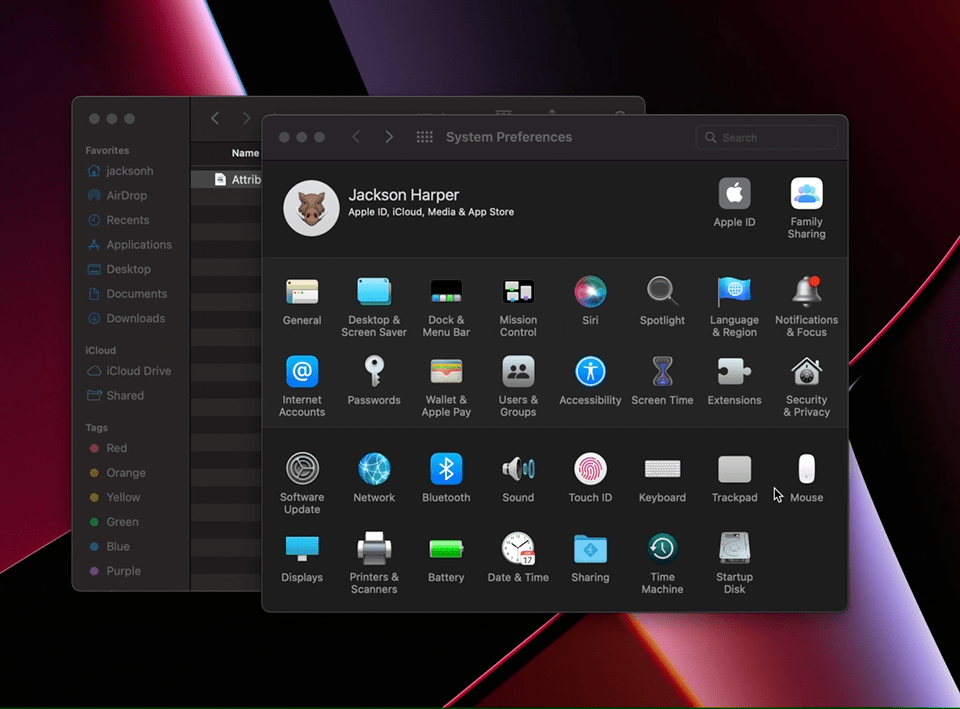 Favorites
jacksonh
AirDrop
Recents
Applications
Desktop
Documents
Downloads
iCloud
iCloud Drive
Shared
Tags
Red
Orange
Yellow
Green
Blue
Purple
Name
Attrib
System Preferences
Search
Jackson Harper
Apple ID, iCloud, Media & App Store
Apple ID
Family
Sharing
General
Desktop &
Screen Saver
Dock &
Menu Bar
Mission
Control
Siri
Spotlight
Language
& Region
Notifications
& Focus
Internet
Accounts
Passwords
Wallet &
Apple Pay
Users &
Groups
Accessibility
Screen Time
Extensions
Security
& Privacy
Software
Update
Network
Bluetooth
Sound
Touch ID
Keyboard
Trackpad
Mouse
Displays
Printers &
Scanners
Battery
17
Date & Time
Sharing
Time
Machine
Startup
Disk